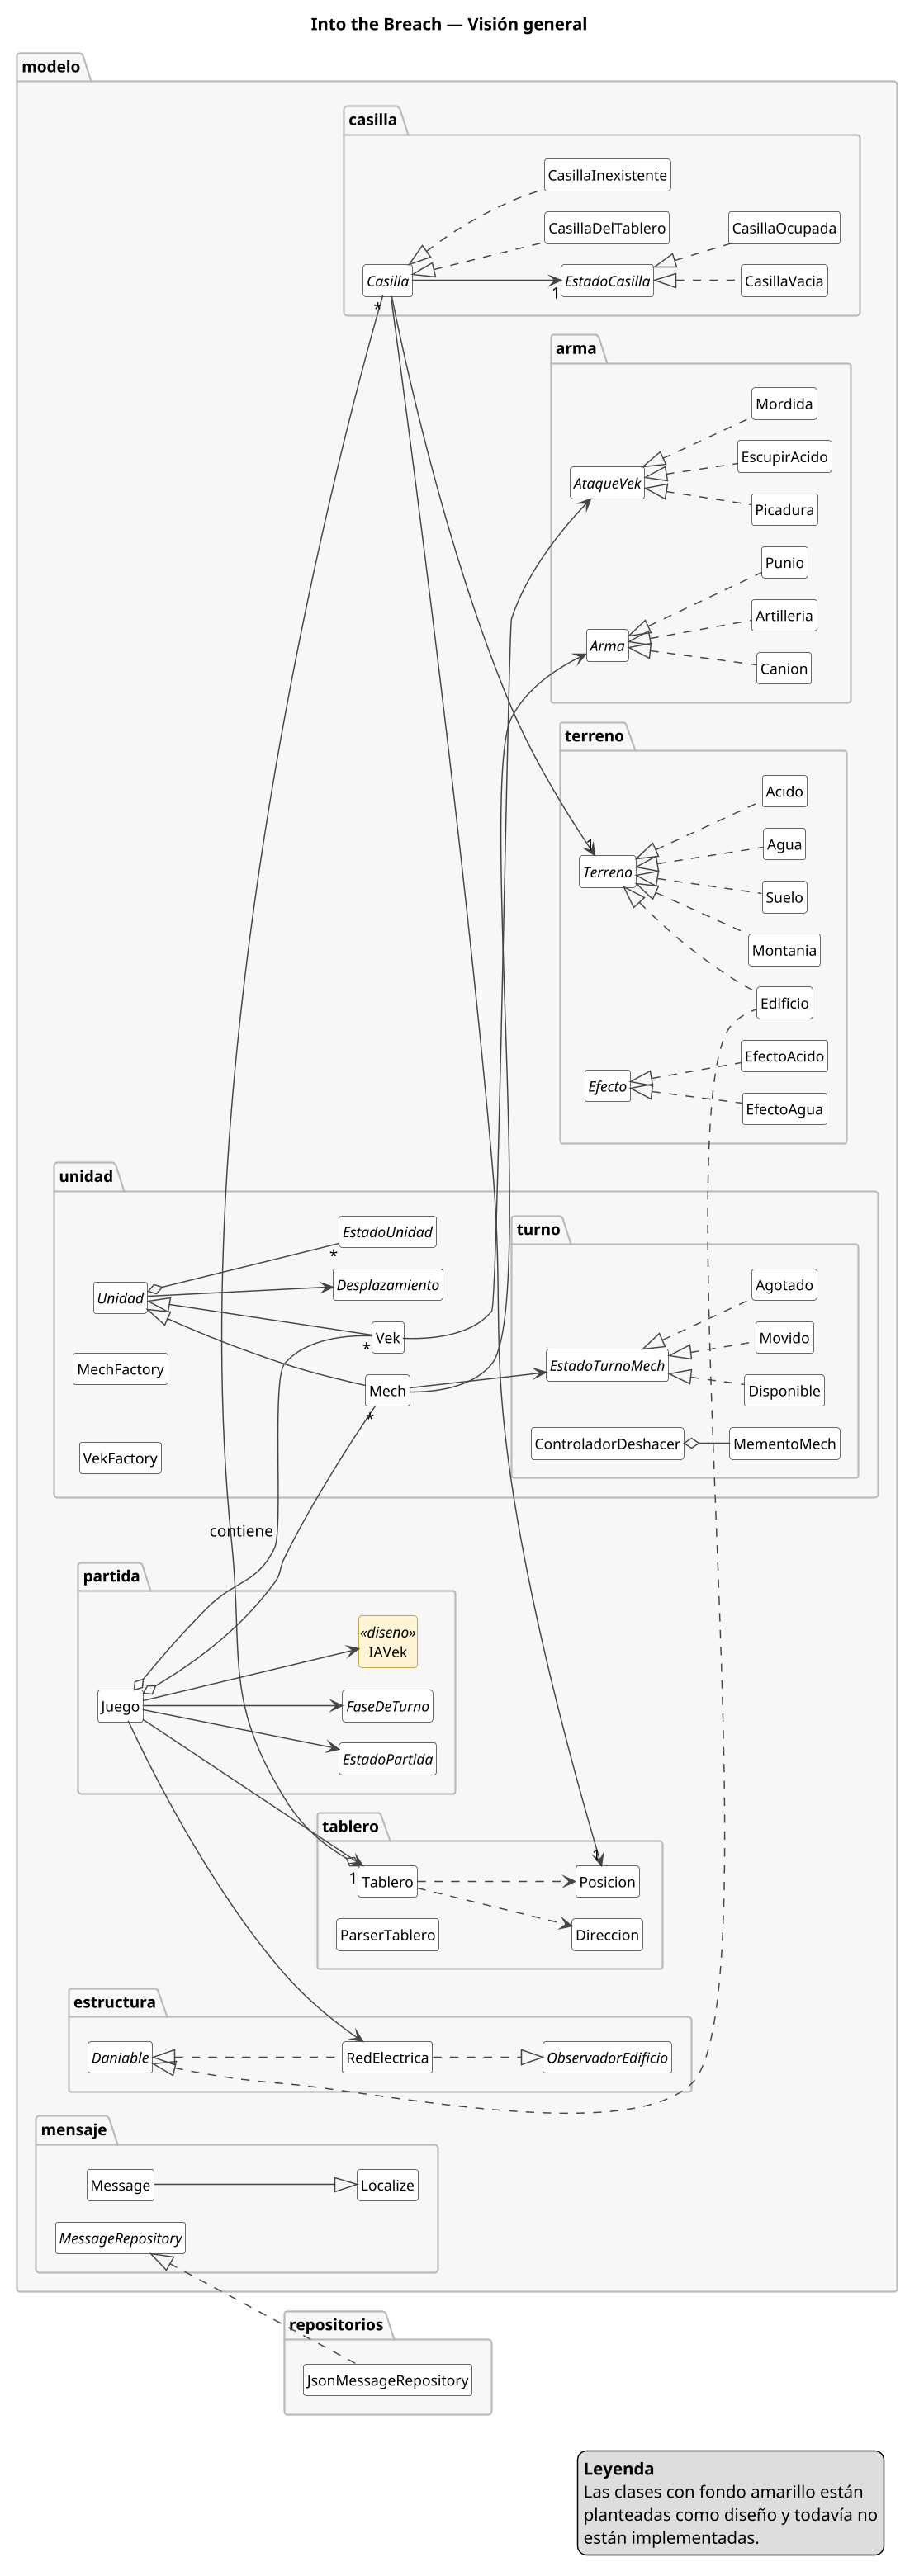 Into the Breach — Visión general
modelo
casilla
CasillaInexistente
CasillaDelTablero
CasillaOcupada
Casilla
EstadoCasilla
CasillaVacia
*
1
arma
Mordida
EscupirAcido
AtaqueVek
Picadura
Punio
Artilleria
Arma
Canion
terreno
Acido
Agua
1
Terreno
Suelo
Montania
Edificio
EfectoAcido
Efecto
EfectoAgua
unidad
EstadoUnidad
*
turno
Unidad
Desplazamiento
Agotado
Vek
*
Movido
MechFactory
EstadoTurnoMech
Mech
*
Disponible
ControladorDeshacer
MementoMech
VekFactory
contiene
partida
«diseno»
IAVek
Juego
FaseDeTurno
EstadoPartida
tablero
1
1
Tablero
Posicion
ParserTablero
Direccion
estructura
Daniable
RedElectrica
ObservadorEdificio
mensaje
Message
Localize
MessageRepository
repositorios
JsonMessageRepository
Leyenda
Las clases con fondo amarillo están
planteadas como diseño y todavía no
están implementadas.